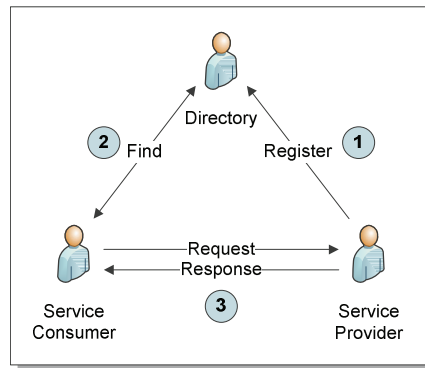 Directory
2
Find
Register
1
Request
Response
3
Service
Consumer
Service
Provider